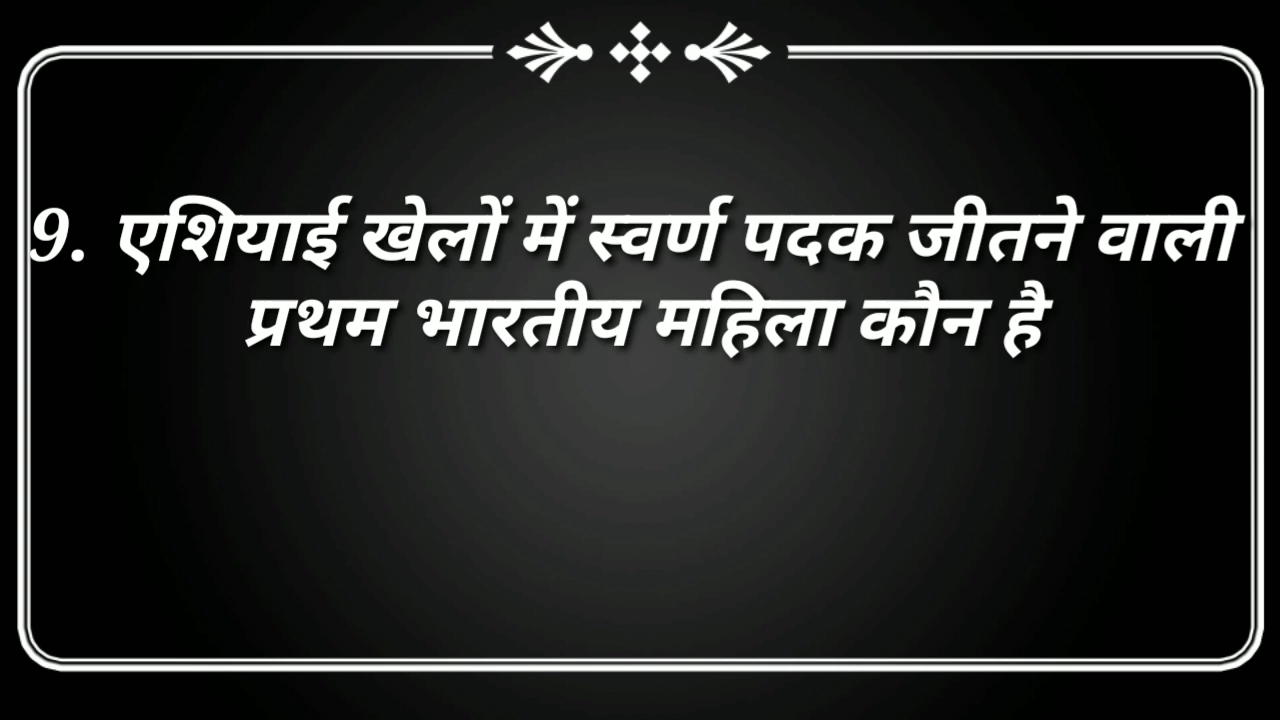 9. एशियाई खेलों में स्वर्ण पदक जीतने वाली
प्रथम भारतीय महिला कौन है